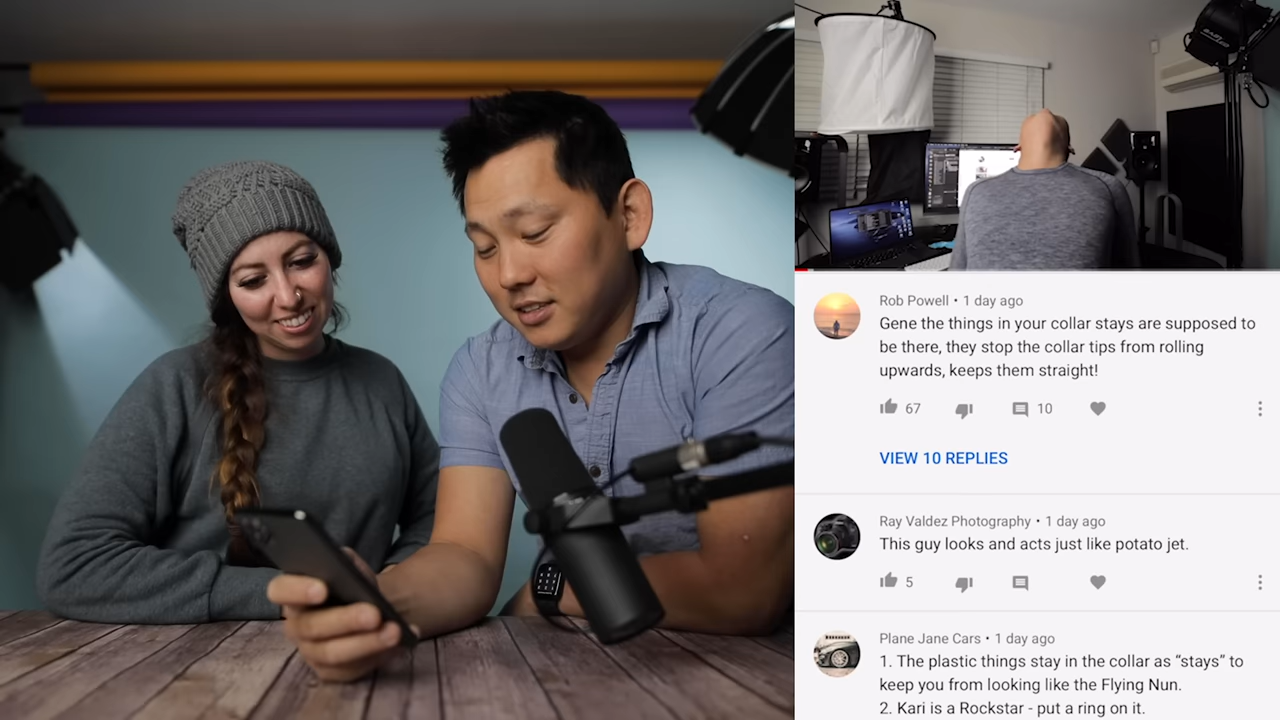 Rob Powell • 1 day ago
Gene the things in your collar stays are supposed to
be there, they stop the collar tips from rolling
upwards, keeps them straight!
67
10
VIEW 10 REPLIES
Ray Valdez Photography • 1 day ago
This guy looks and acts just like potato jet.
5
Plane Jane Cars • 1 day ago
1. The plastic things stay in the collar as “stays” to
keep you from looking like the Flying Nun.
2. Kari is a Rockstar - put a ring on it.